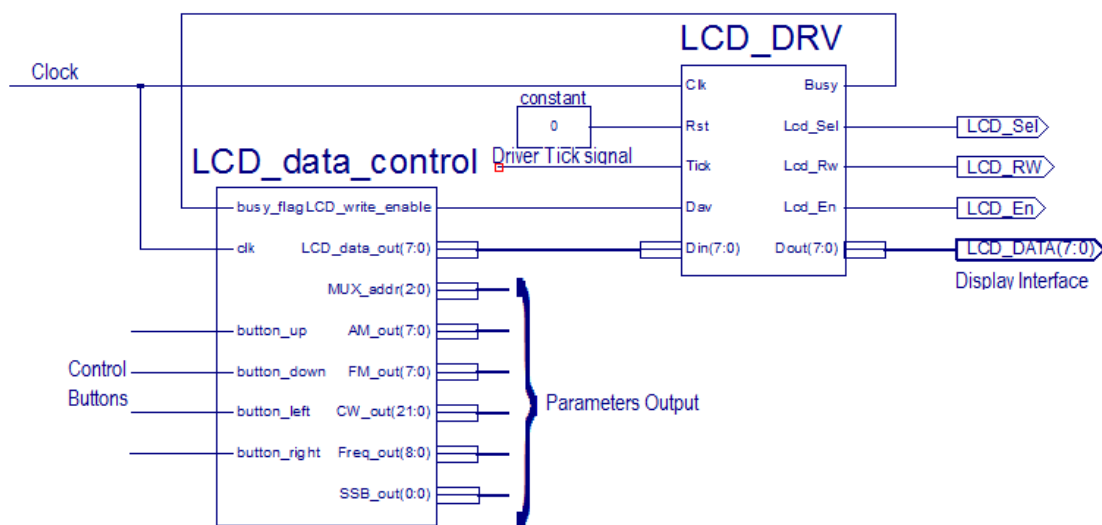 LCD_DRV
Clock
constant
0
Driver Tick signal
Clk
Busy
Rst
Lcd_Sel
Tick
Lcd_Rw
Dav
Lcd_En
Din(7:0)
Dout(7:0)
LCD_Sel
LCD_RW
LCD_En
LCD_DATA(7:0)
Display Interface
LCD_data_control
busy_flag
LCD_write_enable
clk
LCD_data_out(7:0)
MUX_addr(2:0)
button_up
AM_out(7:0)
button_down
FM_out(7:0)
button_left
CW_out(21:0)
button_right
Freq_out(8:0)
SSB_out(0:0)
Control
Buttons
Parameters Output